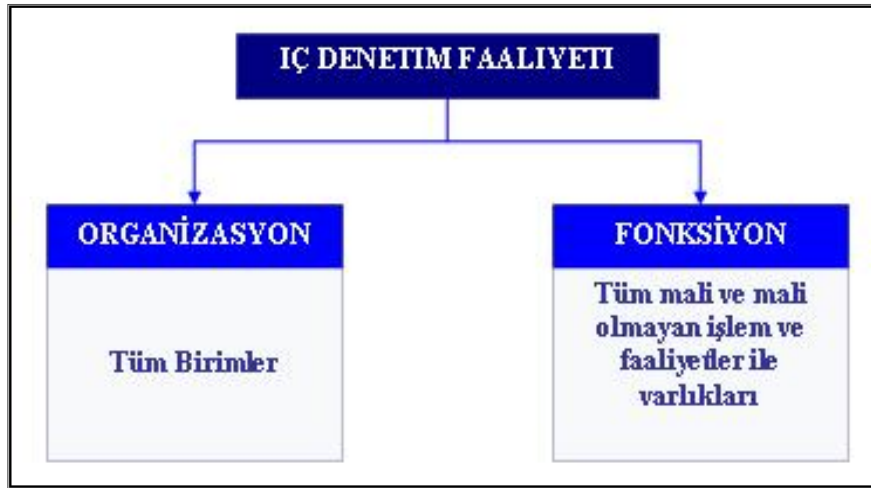 IÇ DENETIM FAALIYETI
ORGANİZASYON
Tüm Birimler
FONKSİYON
Tüm mali ve mali
olmayan işlem ve
faaliyetler ile
varlıkları